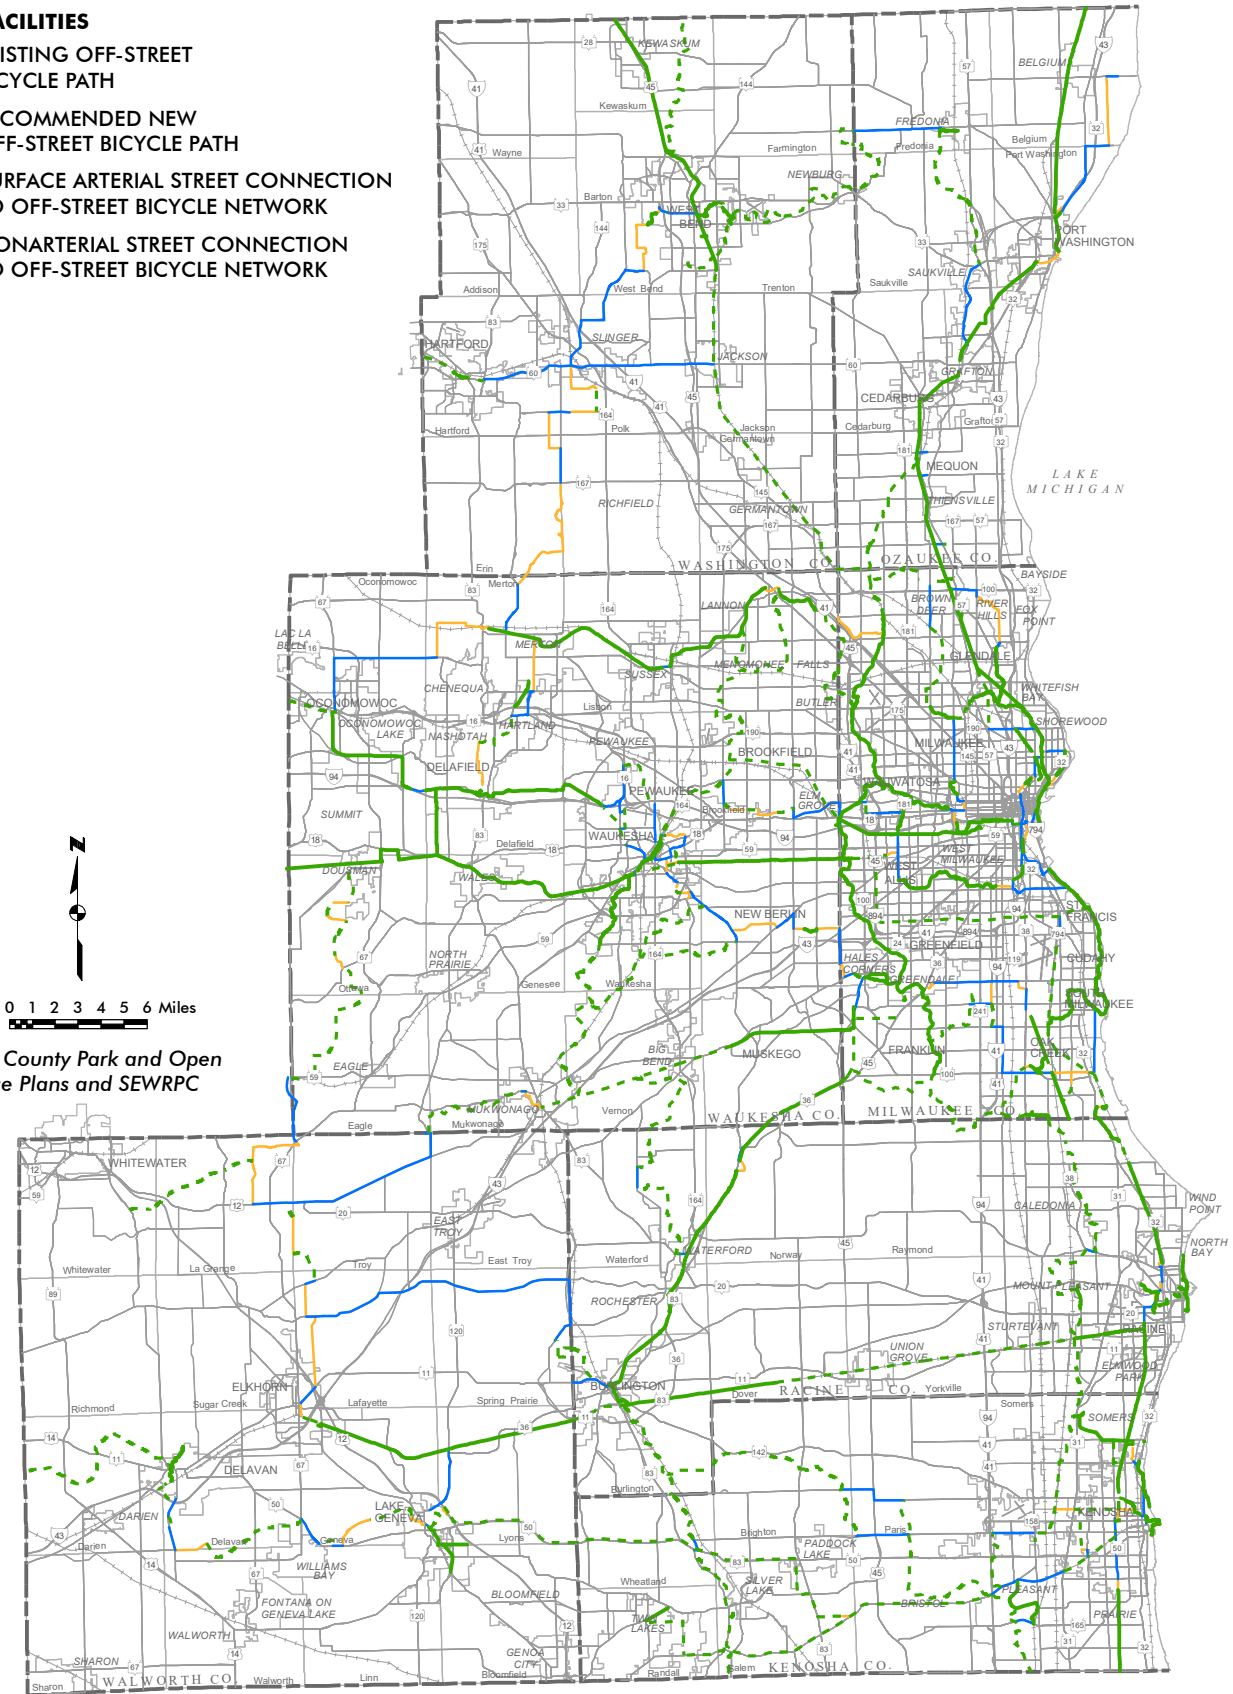 ACILITIES
ISTING OFF-STREET
CYCLE PATH
COMMENDED NEW
FF-STREET BICYCLE PATH
URFACE ARTERIAL STREET CONNECTION
O OFF-STREET BICYCLE NETWORK
ONARTERIAL STREET CONNECTION
O OFF-STREET BICYCLE NETWORK
KEWASKUM
BELGIUM
Kewaskum
FREDONIA
Belgium
Wayne
Farmington
Fredonia
Port Washington
NEWBURG
Barton
WEST
BEND
PORT
WASHINGTON
SAUKVILLE
Addison
West Bend
Trenton
Saukville
HARTFORD
SLINGER
JACKSON
GRAFTON
CEDARBURG
Hartford
Polk
Jackson
Germantown
Cedarburg
Grafton
MEQUON
LAKE
MICHIGAN
RICHFIELD
GERMANTOWN
THIENSVILLE
WASHINGTON CO.
OZAUKEE CO.
Erin
Merton
Oconomowoc
BAYSIDE
LANNON
BROWN
DEER
RIVER
HILLS
FOX
POINT
LAC LA
BELLE
MERTON
MENOMONEE FALLS
GLENDALE
SUSSEX
CHENEQUA
WHITEFISH
BAY
OCONOMOWOC
Lisbon
BUTLER
OCONOMOWOC
LAKE
NASHOTAH
HARTLAND
SHOREWOOD
PEWAUKEE
BROOKFIELD
MILWAUKEE
DELAFIELD
WAUWATOSA
PEWAUKEE
ELM
GROVE
Brookfield
SUMMIT
WAUKESHA
Delafield
WEST
MILWAUKEE
DOUSMAN
WALES
WEST
ALLIS
NEW BERLIN
ST.
FRANCIS
GREENFIELD
NORTH
PRAIRIE
HALES
CORNERS
GREENDALE
CUDAHY
Ottawa
Genesee
Waukesha
SOUTH
MILWAUKEE
0 1 2 3 4 5 6 Miles
N
County Park and Open
e Plans and SEWRPC
EAGLE
BIG
BEND
MUSKEGO
FRANKLIN
OAK
CREEK
MUKWONAGO
Vernon
Eagle
Mukwonago
WAUKESHA CO.
MILWAUKEE CO.
WHITEWATER
EAST
TROY
CALEDONIA
WIND
POINT
NORTH
BAY
Whitewater
La Grange
Troy
East Troy
Waterford
WATERFORD
Norway
Raymond
ROCHESTER
MOUNT PLEASANT
STURTEVANT
RACINE
UNION
GROVE
ELMWOOD
PARK
ELKHORN
BURLINGTON
Dover
RACINE CO.
Yorkville
Richmond
Sugar Creek
Lafayette
Spring Prairie
Somers
SOMERS
DELAVAN
Burlington
DARIEN
LAKE
GENEVA
KENOSHA
Darien
Delavan
Geneva
Lyons
Brighton
Paris
PADDOCK
LAKE
WILLIAMS
BAY
Wheatland
SILVER
LAKE
BLOOMFIELD
BRISTOL
PLEASANT
PRAIRIE
FONTANA ON
GENEVA LAKE
TWIN
LAKES
WALWORTH
GENOA
CITY
SHARON
Sharon
WALWORTH CO.
Walworth
Linn
Bloomfield
Randall
Salem
KENOSHA CO.